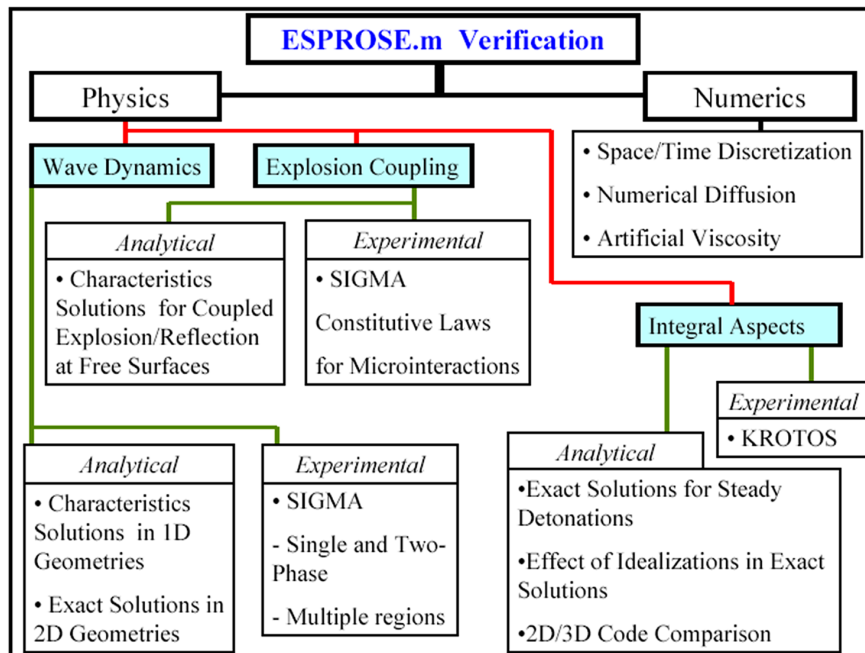 ESPROSE.m Verification
Physics
Numerics
Wave Dynamics
Explosion Coupling
• Space/Time Discretization
• Numerical Diffusion
• Artificial Viscosity
Analytical
• Characteristics
Solutions for Coupled
Explosion/Reflection
at Free Surfaces
Experimental
• SIGMA
Constitutive Laws
for Microinteractions
Integral Aspects
Experimental
• KROTOS
Analytical
• Characteristics
Solutions in 1D
Geometries
• Exact Solutions in
2D Geometries
Experimental
• SIGMA
- Single and Two-
Phase
- Multiple regions
Analytical
•Exact Solutions for Steady
Detonations
•Effect of Idealizations in Exact
Solutions
•2D/3D Code Comparison